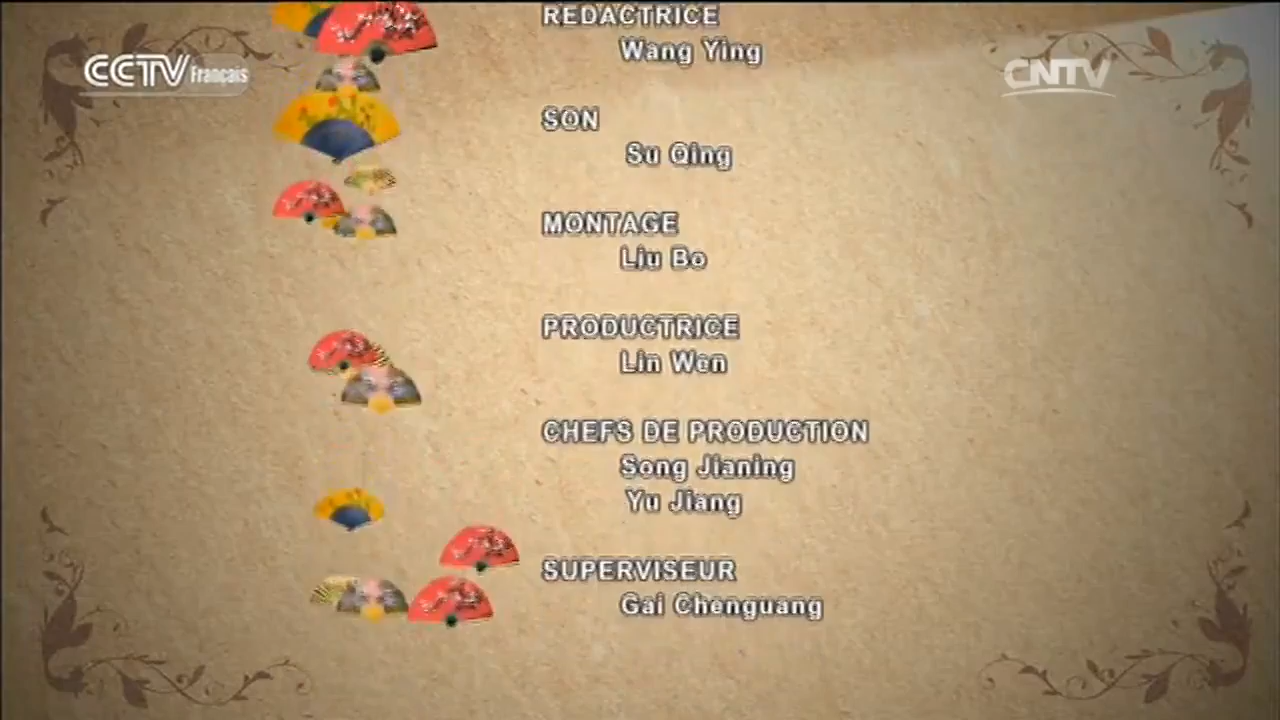 REDACTRICE
Wang Ying
CCTV Français
CNTV
SON
Su Qing
MONTAGE
Liu Bo
PRODUCTRICE
Lin Wen
CHEFS DE PRODUCTION
Song Jianing
Yu Jiang
SUPERVISEUR
Gai Chenguang